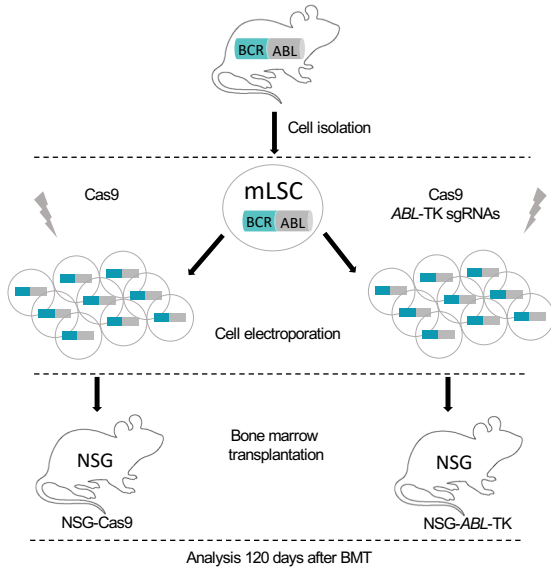 BCR ABL
Cell isolation
Cas9
mLSC
BCR ABL
Cas9
ABL-TK sgRNAs
Cell electroporation
NSG
Bone marrow
transplantation
NSG
NSG-Cas9
NSG-ABL-TK
Analysis 120 days after BMT